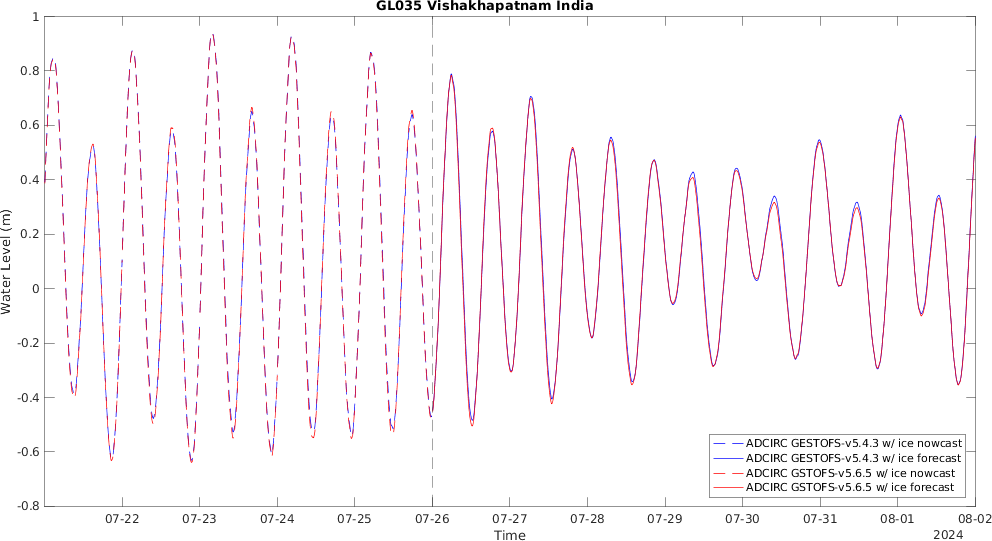 GL035 Vishakhapatnam India
1
0.8
0.6
0.4
0.2
0
-0.2
-0.4
-0.6
-0.8
Water Level (m)
ADCIRC GESTOFS-v5.4.3 w/ ice nowcast
ADCIRC GESTOFS-v5.4.3 w/ ice forecast
ADCIRC GSTOFS-v5.6.5 w/ ice nowcast
ADCIRC GSTOFS-v5.6.5 w/ ice forecast
07-22 07-23 07-24 07-25 07-26 07-27 07-28 07-29 07-30 07-31 08-01 08-02
Time
2024